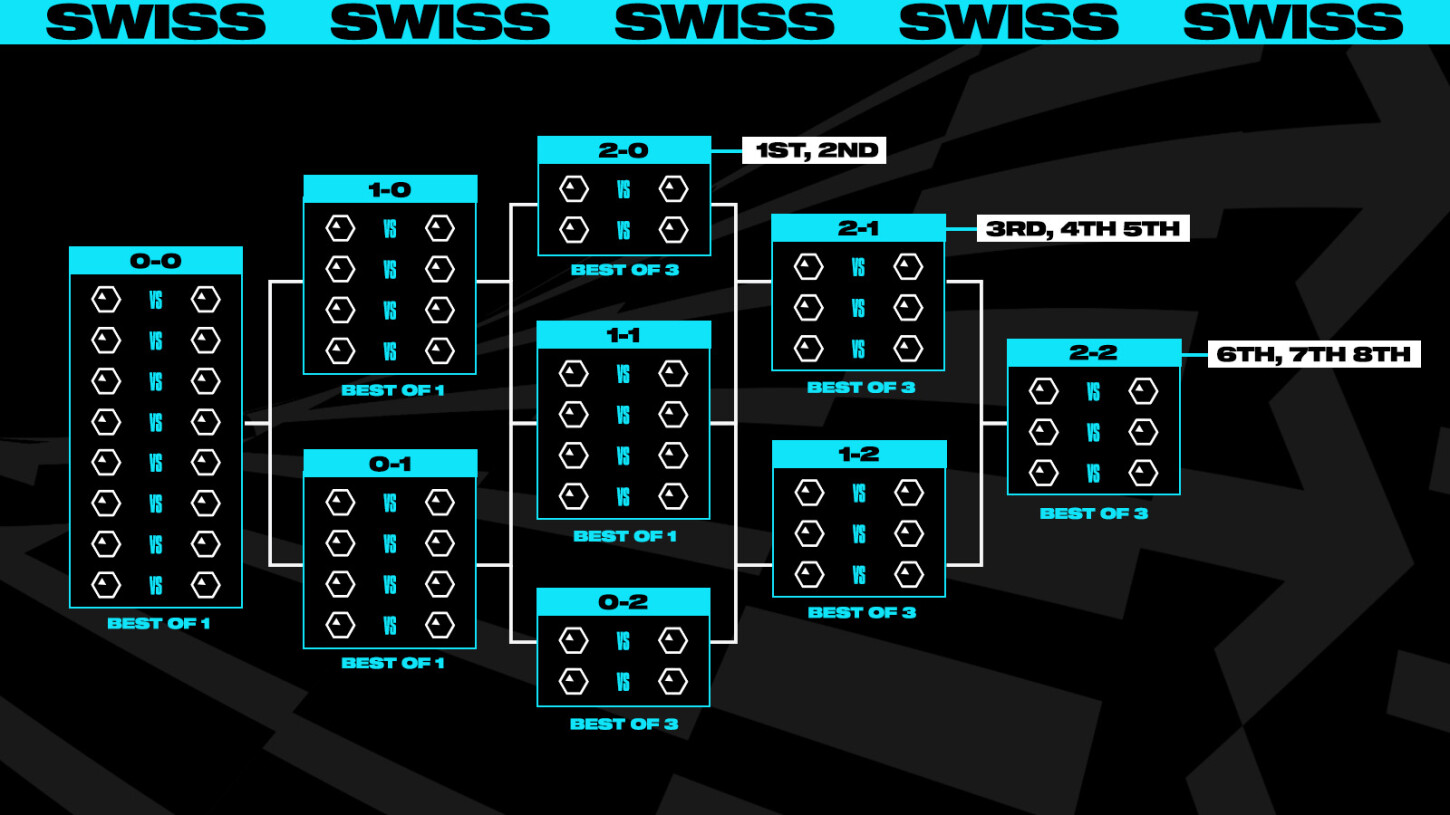 SWISS SWISS SWISS SWISS SWISS
0-0
VS
VS
VS
VS
VS
VS
VS
VS
BEST OF 1
1-0
VS
VS
VS
VS
BEST OF 1
0-1
VS
VS
VS
VS
BEST OF 1
2-0
1ST, 2ND
VS
VS
BEST OF 3
1-1
VS
VS
VS
VS
BEST OF 1
0-2
VS
VS
BEST OF 3
2-1
3RD, 4TH 5TH
VS
VS
VS
BEST OF 3
1-2
VS
VS
VS
BEST OF 3
2-2
6TH, 7TH 8TH
VS
VS
VS
BEST OF 3